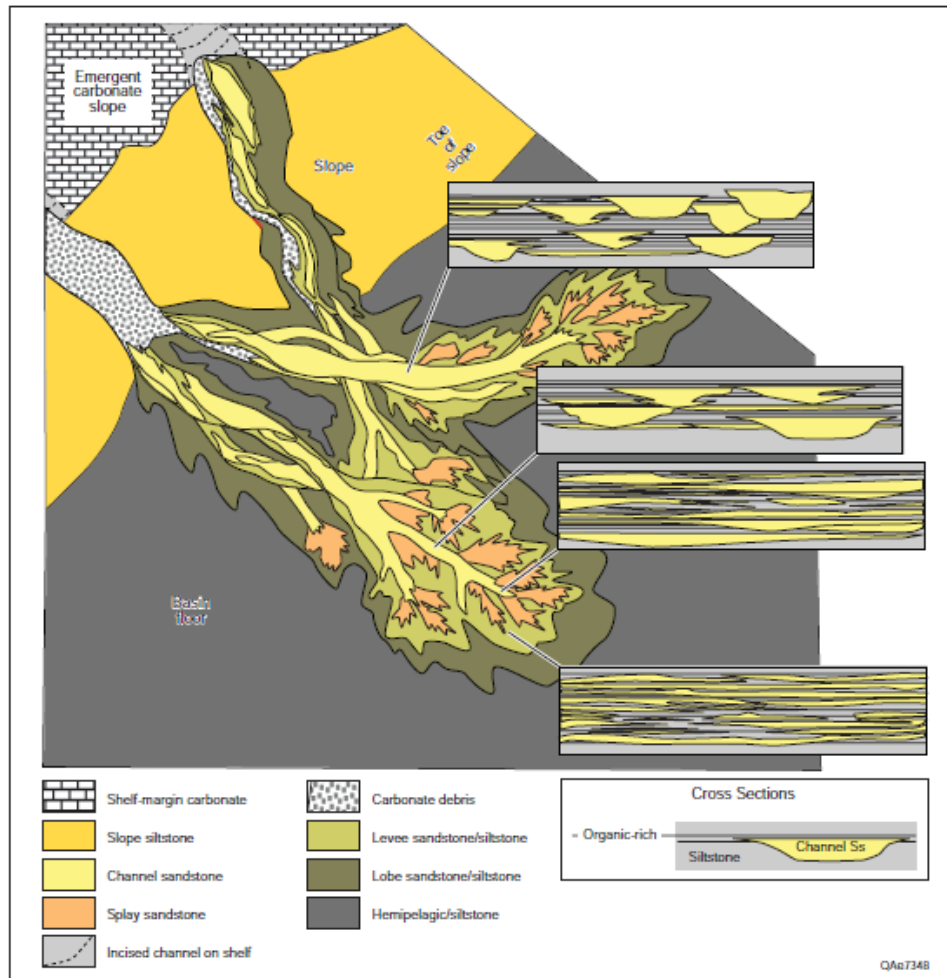 Emergent
carbonate
slope
Slope
Toe
of
slope
Basin
floor
Shelf-margin carbonate
Slope siltstone
Channel sandstone
Splay sandstone
Incised channel on shelf
Carbonate debris
Levee sandstone/siltstone
Lobe sandstone/siltstone
Hemipelagic/siltstone
Cross Sections
Organic-rich
Channel Ss
Siltstone
QAe7348